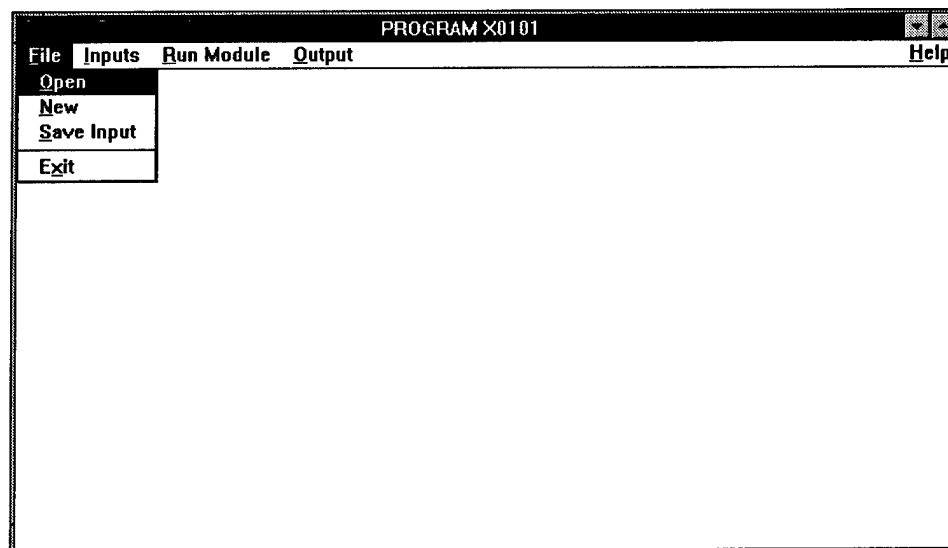 PROGRAM X0101
File Inputs Run Module Output Help
Open
New
Save Input
Exit